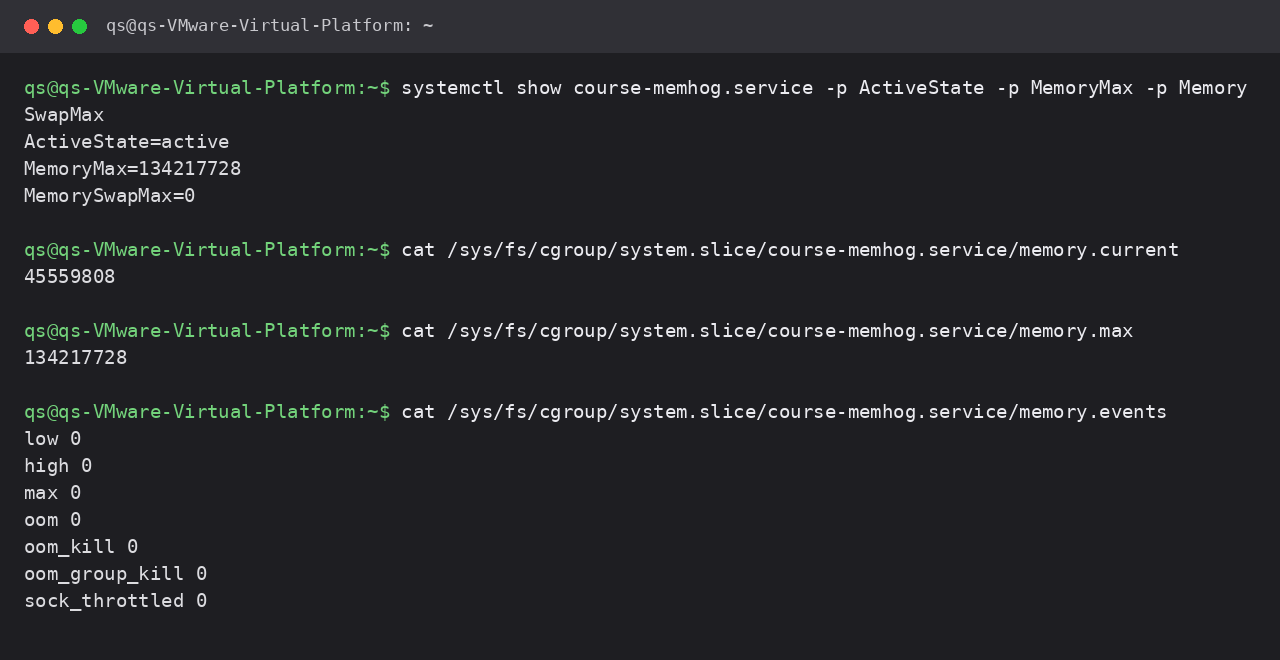 qs@qs-VMware-Virtual-Platform: ~
qs@qs-VMware-Virtual-Platform:~$ systemctl show course-memhog.service -p ActiveState -p MemoryMax -p Memory
SwapMax
ActiveState=active
MemoryMax=134217728
MemorySwapMax=0
qs@qs-VMware-Virtual-Platform:~$ cat /sys/fs/cgroup/system.slice/course-memhog.service/memory.current
45559808
qs@qs-VMware-Virtual-Platform:~$ cat /sys/fs/cgroup/system.slice/course-memhog.service/memory.max
134217728
qs@qs-VMware-Virtual-Platform:~$ cat /sys/fs/cgroup/system.slice/course-memhog.service/memory.events
low 0
high 0
max 0
oom 0
oom_kill 0
oom_group_kill 0
sock_throttled 0